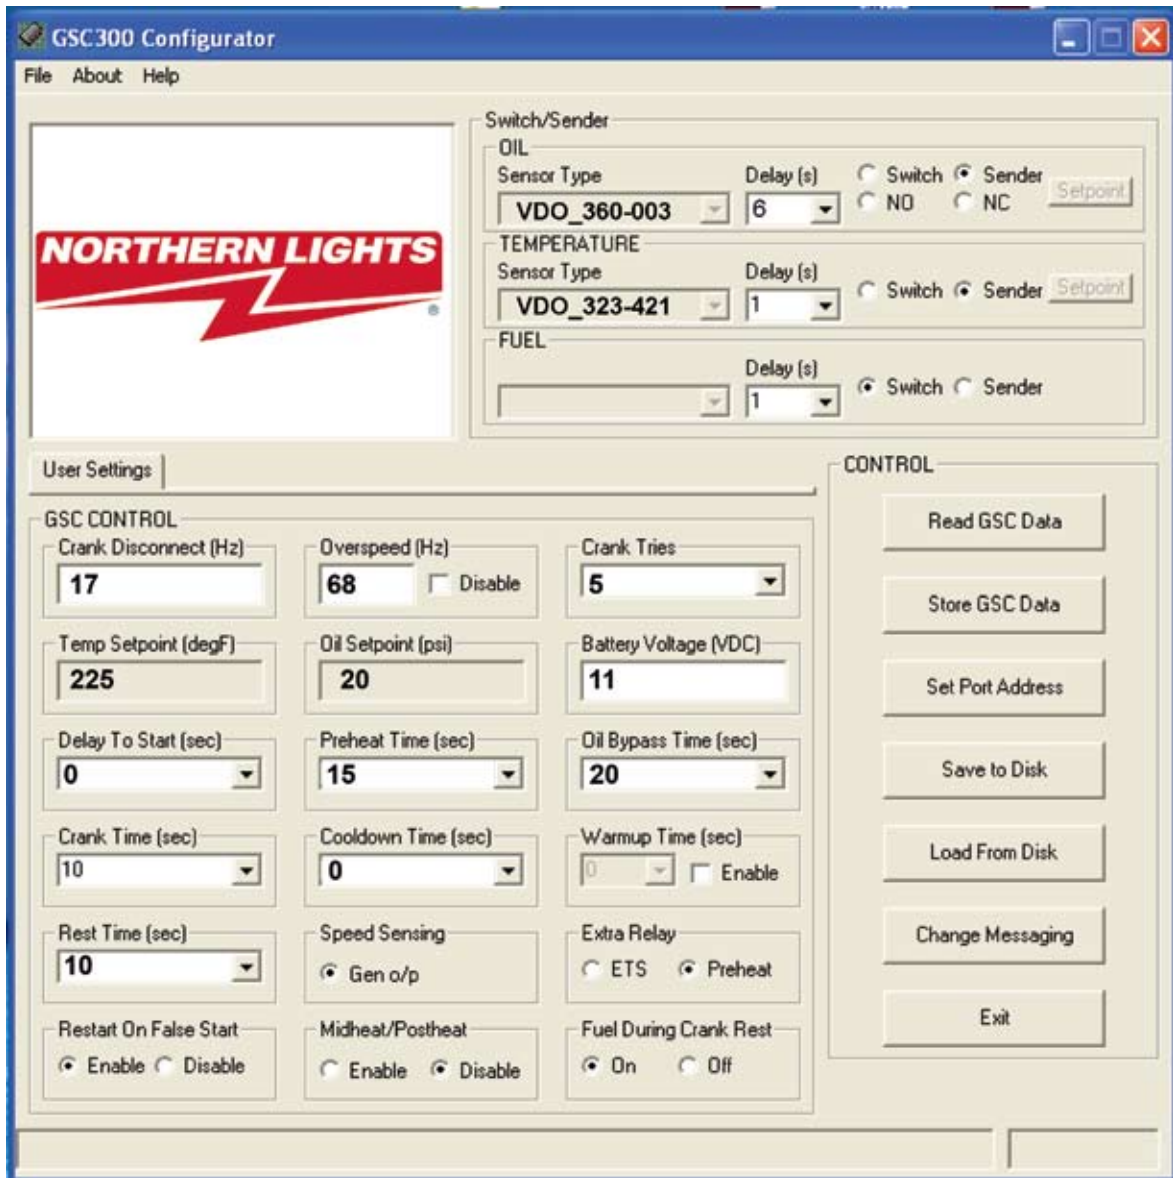 GSC300 Configurator
File About Help
NORTHERN LIGHTS
®
Switch/Sender
OIL
Sensor Type Delay (s) Switch Sender
VDO_360-003 6 NO NC Setpoint
TEMPERATURE
Sensor Type Delay (s)
VDO_323-421 1 Switch Sender Setpoint
FUEL
Delay (s)
1 Switch Sender
User Settings
GSC CONTROL
Crank Disconnect (Hz) Overspeed (Hz) Crank Tries
17 68 Disable 5
Temp Setpoint (degF) Oil Setpoint (psi) Battery Voltage (VDC)
225 20 11
Delay To Start (sec) Preheat Time (sec) Oil Bypass Time (sec)
0 15 20
Crank Time (sec) Cooldown Time (sec) Warmup Time (sec)
10 0 0 Enable
Rest Time (sec) Speed Sensing Extra Relay
10 Gen o/p ETS Preheat
Restart On False Start Midheat/Postheat Fuel During Crank Rest
Enable Disable Enable Disable On Off
CONTROL
Read GSC Data
Store GSC Data
Set Port Address
Save to Disk
Load From Disk
Change Messaging
Exit